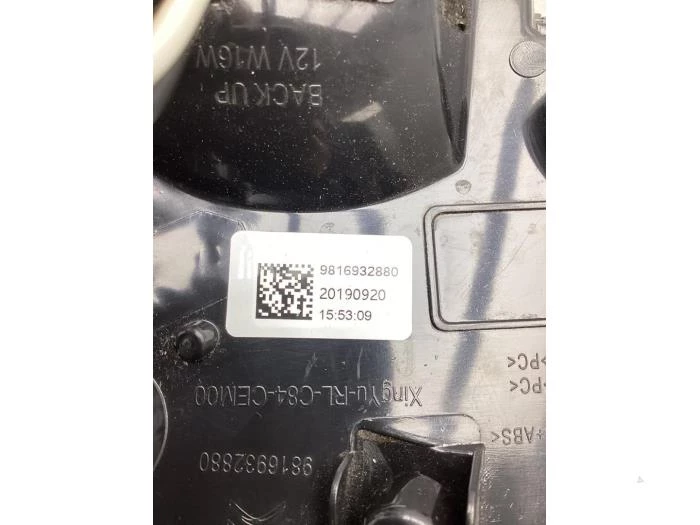 BACK UP
12V W16W
9816932880
20190920
15:53:09
>PC<
>PC<
+ABS<
XingYu-RL-C84-CEM00
9816932880